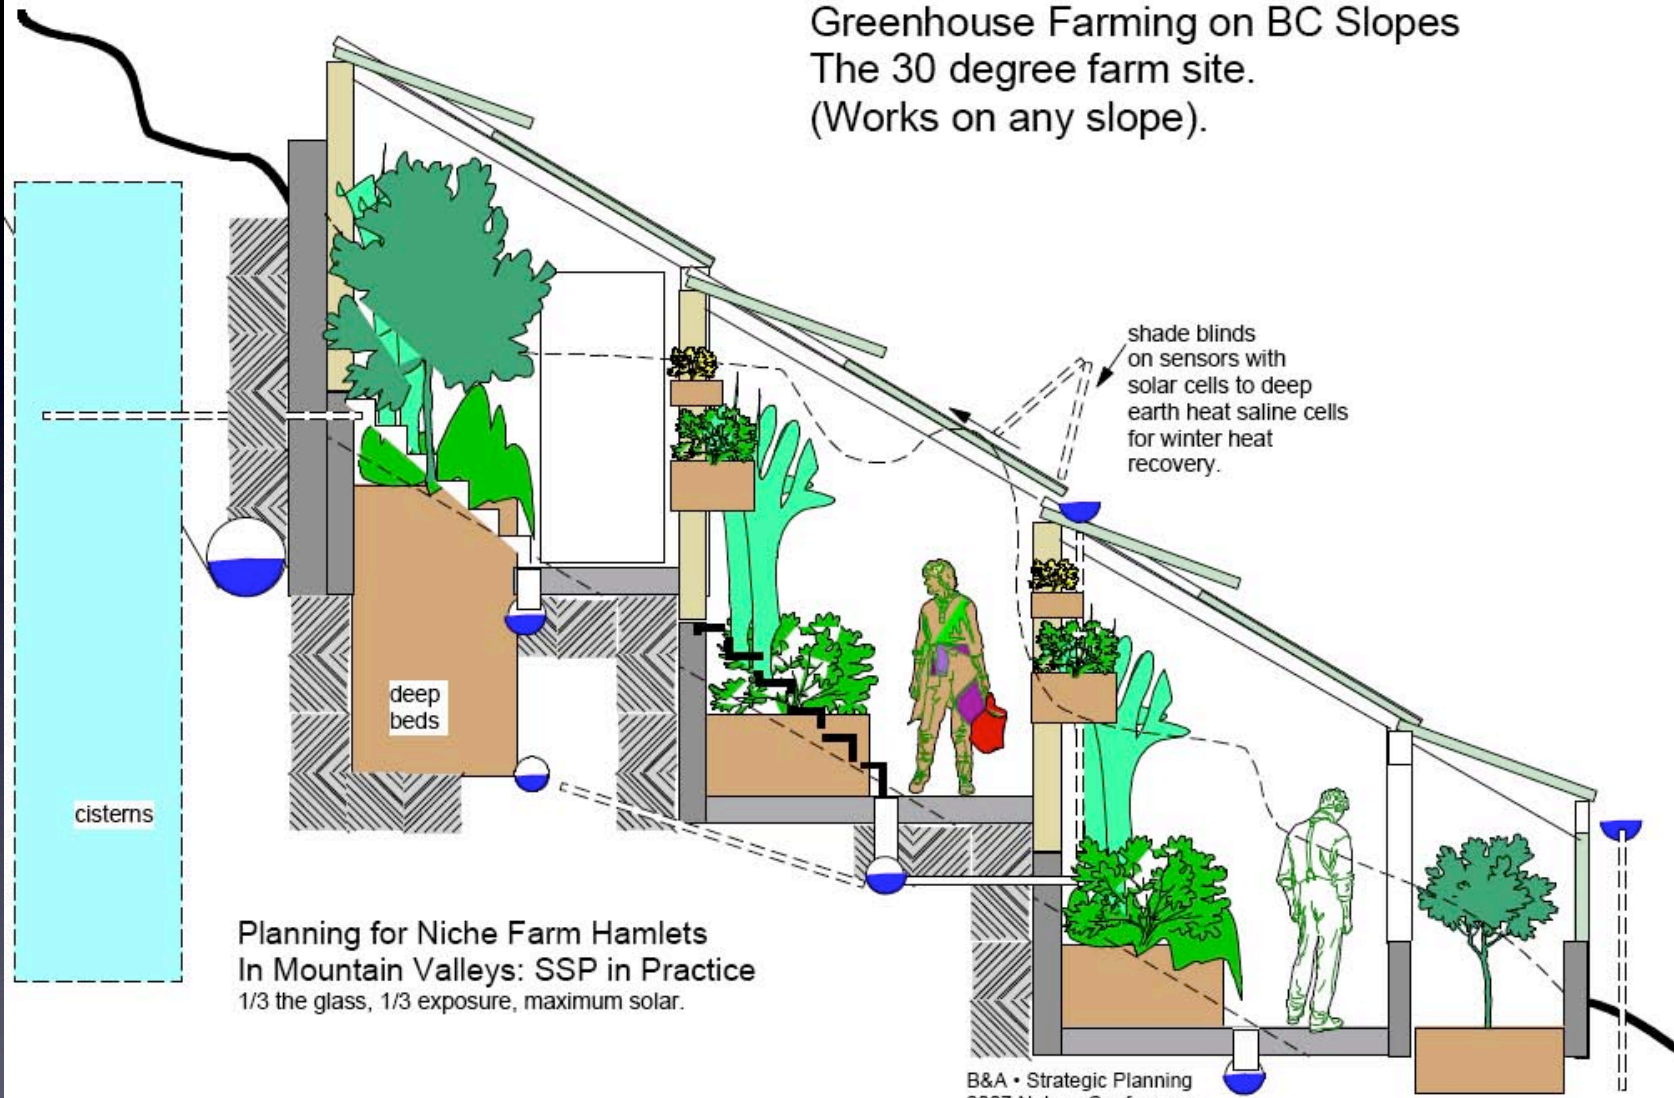 Greenhouse Farming on BC Slopes
The 30 degree farm site.
(Works on any slope).
shade blinds
on sensors with
solar cells to deep
earth heat saline cells
for winter heat
recovery.
deep
beds
cisterns
Planning for Niche Farm Hamlets
In Mountain Valleys: SSP in Practice
1/3 the glass, 1/3 exposure, maximum solar.
B&A • Strategic Planning